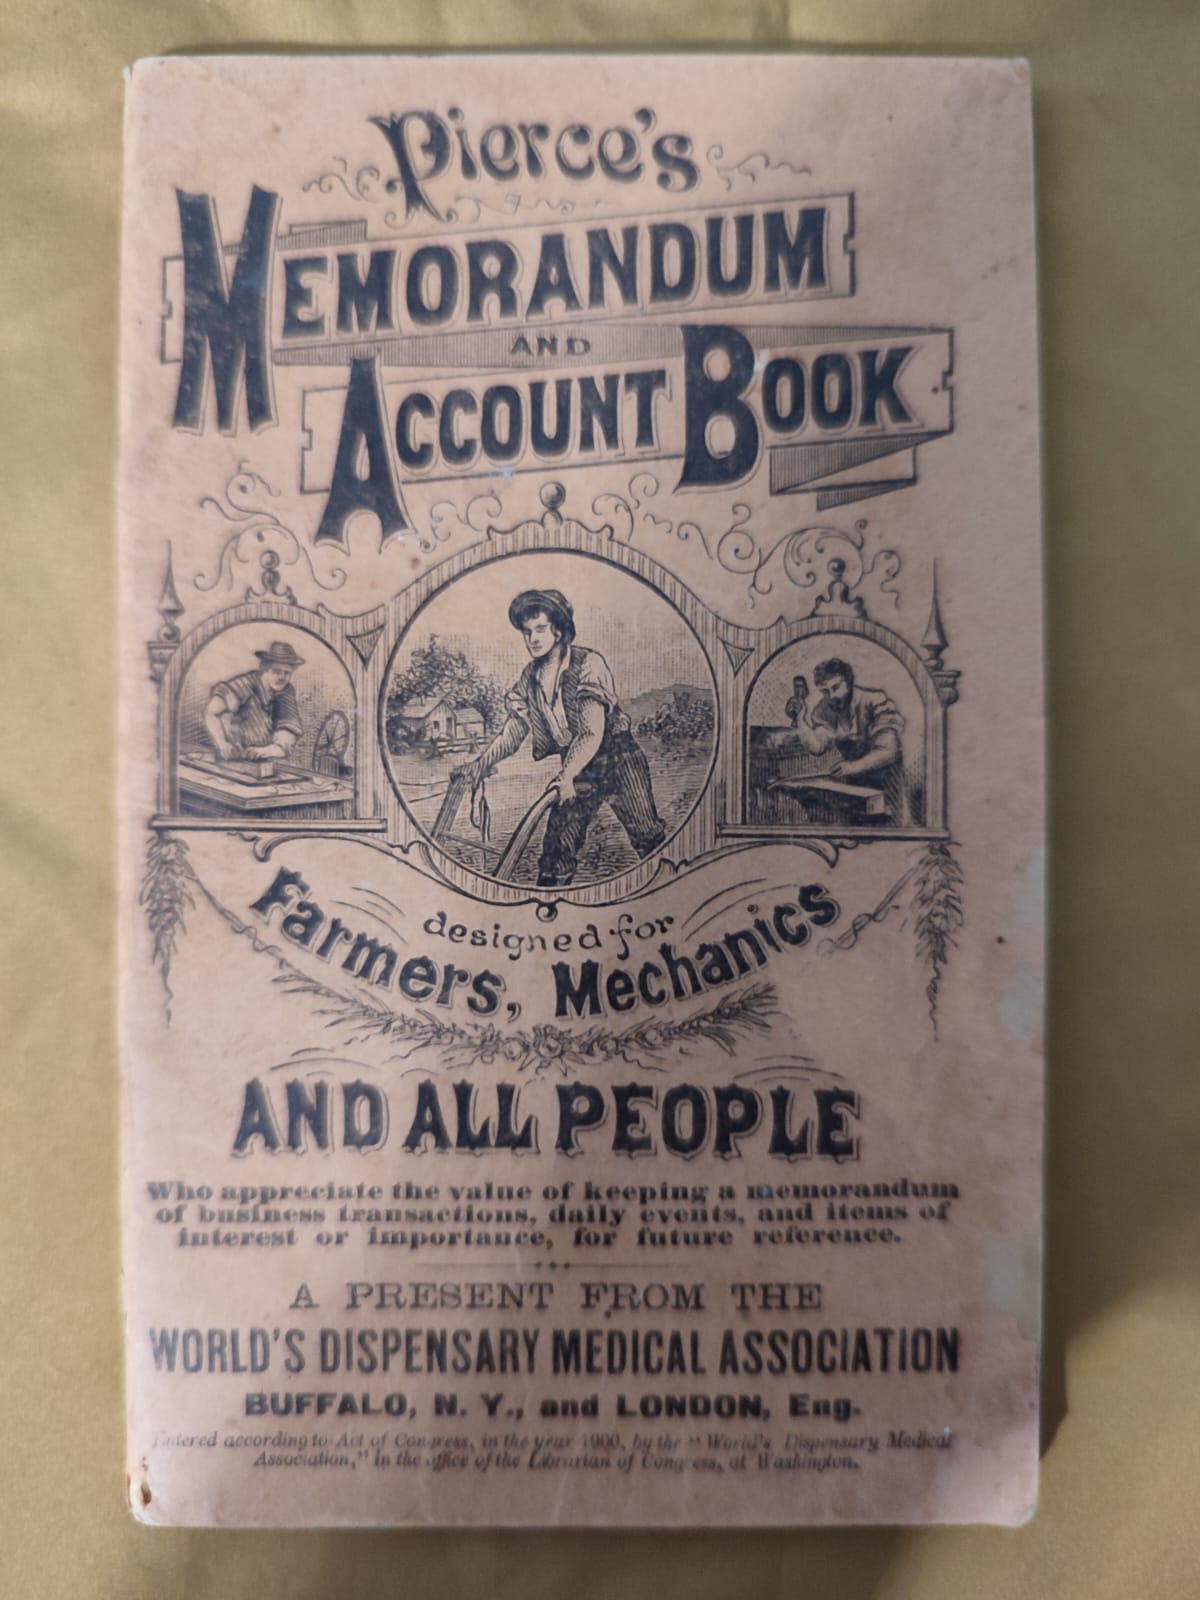 Pierce's
MEMORANDUM
AND
ACCOUNT BOOK
designed for
Farmers, Mechanics
AND ALL PEOPLE
Who appreciate the value of keeping a memorandum
of business transactions, daily events, and items of
interest or importance, for future reference.
A PRESENT FROM THE
WORLD'S DISPENSARY MEDICAL ASSOCIATION
BUFFALO, N. Y., and LONDON, Eng.
Entered according to Act of Congress, in the year 1900, by the "World's Dispensary Medical
Association," in the office of the Librarian of Congress, at Washington.